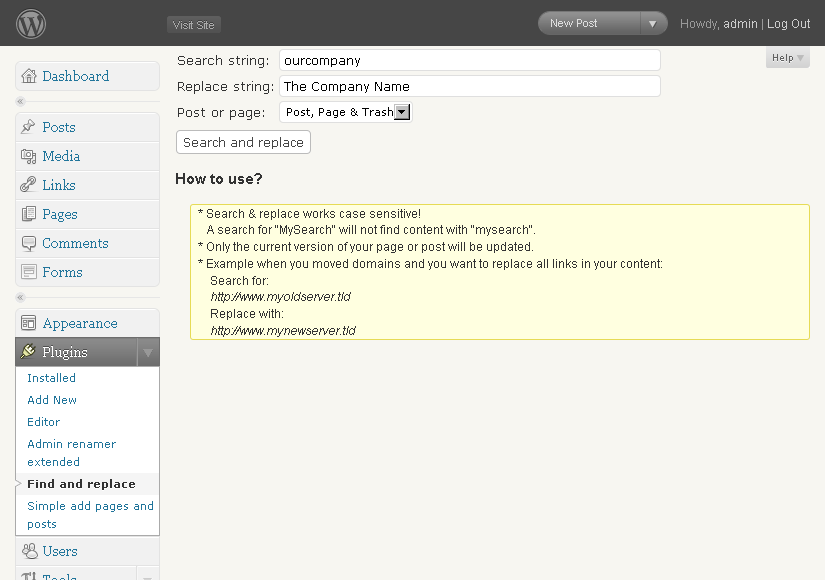 Visit Site
New Post
Howdy, admin | Log Out
Help
Search string: ourcompany
Replace string: The Company Name
Post or page: Post, Page & Trash
Search and replace
How to use?
* Search & replace works case sensitive!
A search for "MySearch" will not find content with "mysearch".
* Only the current version of your page or post will be updated.
* Example when you moved domains and you want to replace all links in your content:
Search for:
http://www.myoldserver.tld
Replace with:
http://www.mynewserver.tld
Dashboard
Posts
Media
Links
Pages
Comments
Forms
Appearance
Plugins
Installed
Add New
Editor
Admin renamer
extended
Find and replace
Simple add pages and
posts
Users
Tools